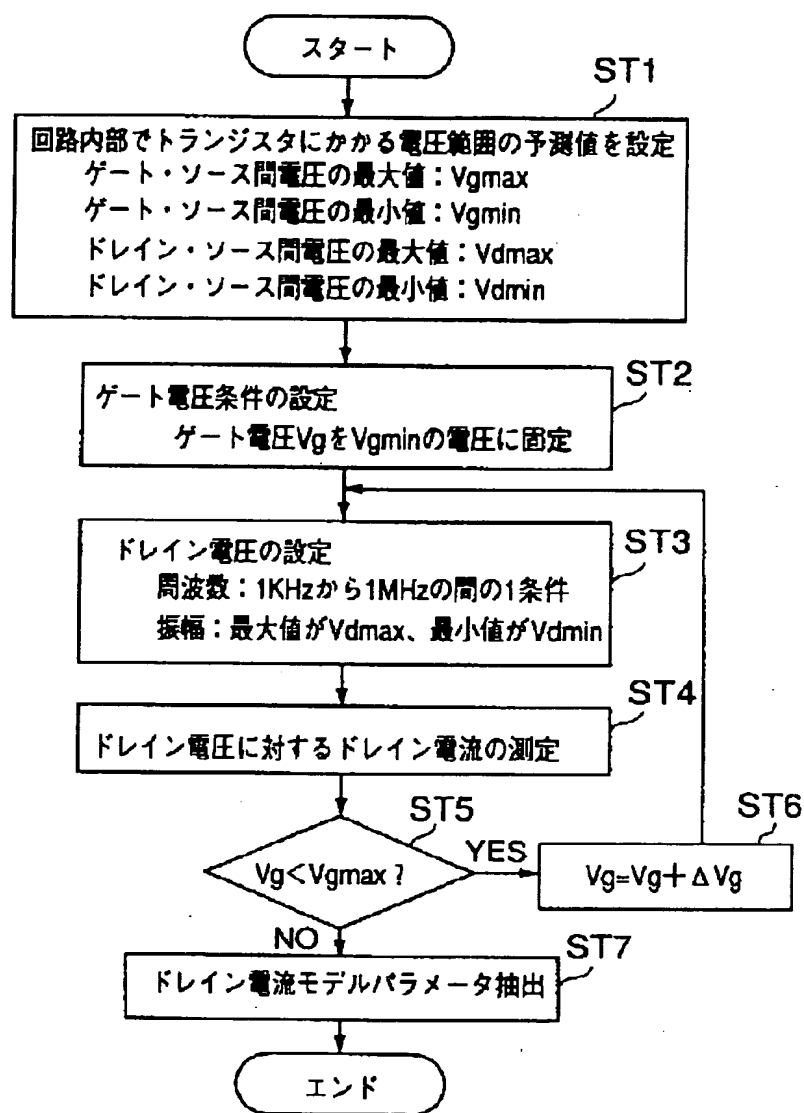 スタート
ST1
回路内部でトランジスタにかかる電圧範囲の予測値を設定
ゲート・ソース間電圧の最大値：Vgmax
ゲート・ソース間電圧の最小値：Vgmin
ドレイン・ソース間電圧の最大値：Vdmax
ドレイン・ソース間電圧の最小値：Vdmin
ST2
ゲート電圧条件の設定
ゲート電圧VgをVgminの電圧に固定
ST3
ドレイン電圧の設定
周波数：1KHzから1MHzの間の1条件
振幅：最大値がVdmax、最小値がVdmin
ST4
ドレイン電圧に対するドレイン電流の測定
ST5
Vg<Vgmax？
YES
ST6
Vg=Vg＋ΔVg
NO
ST7
ドレイン電流モデルパラメータ抽出
エンド